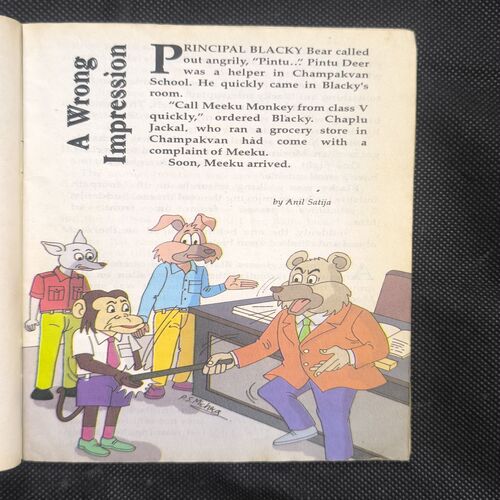 A Wrong
Impression
PRINCIPAL BLACKY Bear called
out angrily, "Pintu..." Pintu Deer
was a helper in Champakvan
School. He quickly came in Blacky's
room.
"Call Meeku Monkey from class V
quickly," ordered Blacky. Chaplu
Jackal, who ran a grocery store in
Champakvan had come with a
complaint of Meeku.
Soon, Meeku arrived.
by Anil Satija